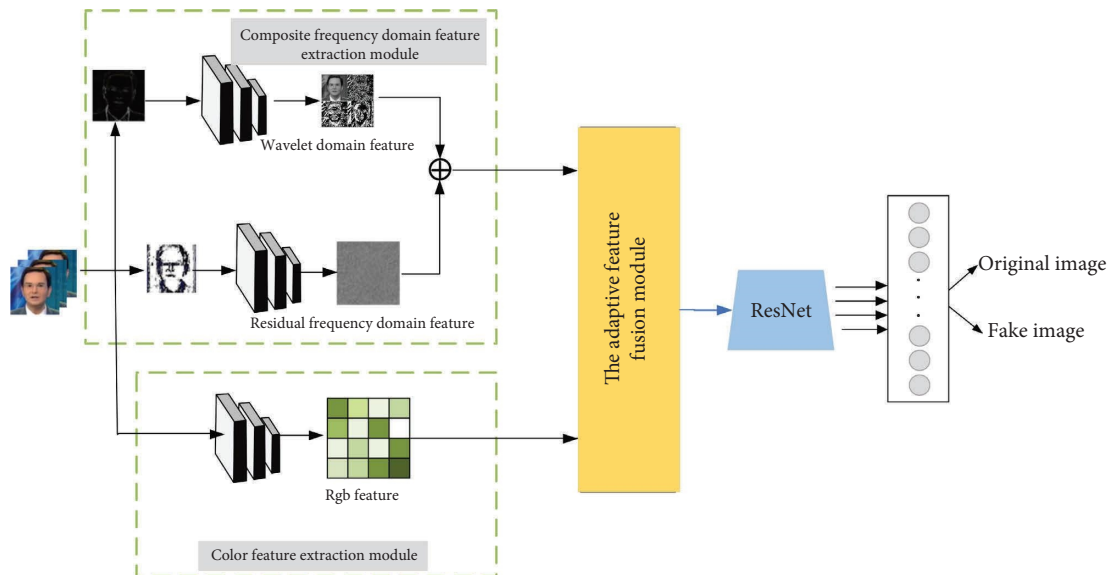 Composite frequency domain feature
extraction module
Wavelet domain feature
Residual frequency domain feature
Rgb feature
Color feature extraction module
The adaptive feature
fusion module
ResNet
Original image
Fake image